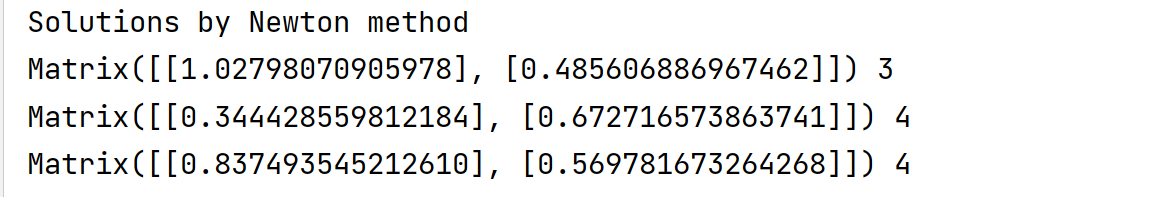 Solutions by Newton method
Matrix([[1.02798070905978], [0.485606886967462]]) 3
Matrix([[0.344428559812184], [0.672716573863741]]) 4
Matrix([[0.837493545212610], [0.569781673264268]]) 4